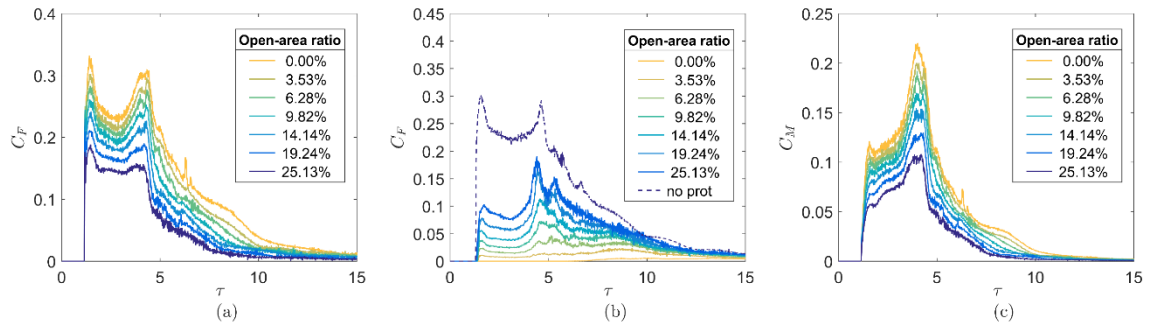 0.4
0.3
0.2
0.1
0
C_F
0 5 10 15
τ
Open-area ratio
0.00%
3.53%
6.28%
9.82%
14.14%
19.24%
25.13%
(a)
0.45
0.4
0.35
0.3
0.25
0.2
0.15
0.1
0.05
0
C_F
0 5 10 15
τ
Open-area ratio
0.00%
3.53%
6.28%
9.82%
14.14%
19.24%
25.13%
no prot
(b)
0.25
0.20
0.15
0.10
0.05
0
C_M
0 5 10 15
τ
Open-area ratio
0.00%
3.53%
6.28%
9.82%
14.14%
19.24%
25.13%
(c)